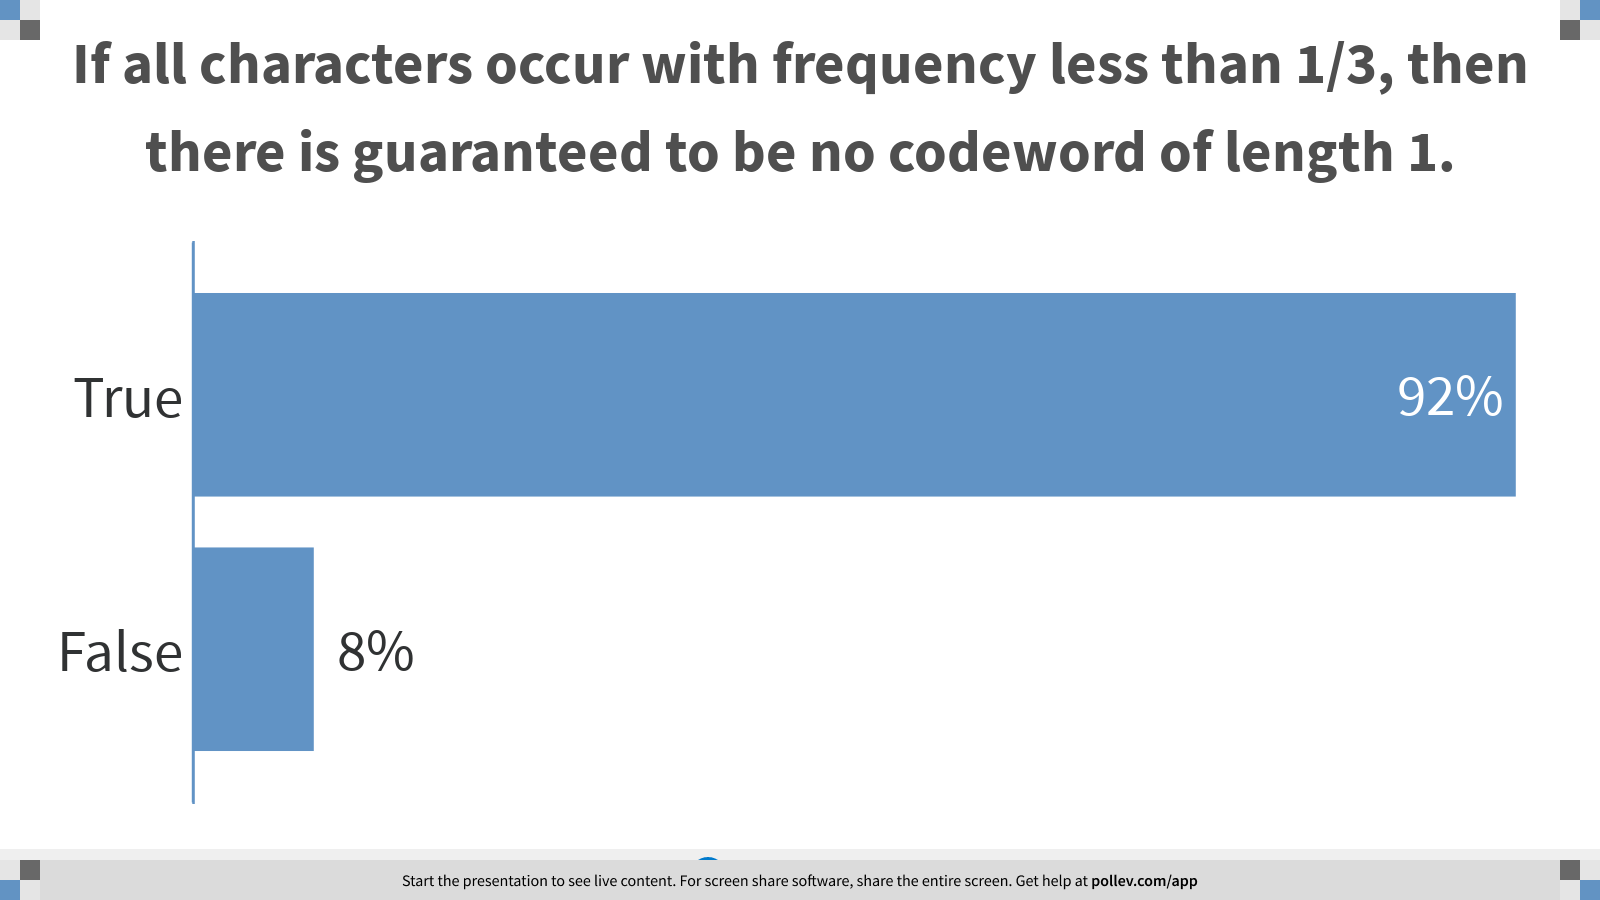 If all characters occur with frequency less than 1/3, then
there is guaranteed to be no codeword of length 1.
True
92%
False
8%
Start the presentation to see live content. For screen share software, share the entire screen. Get help at pollev.com/app